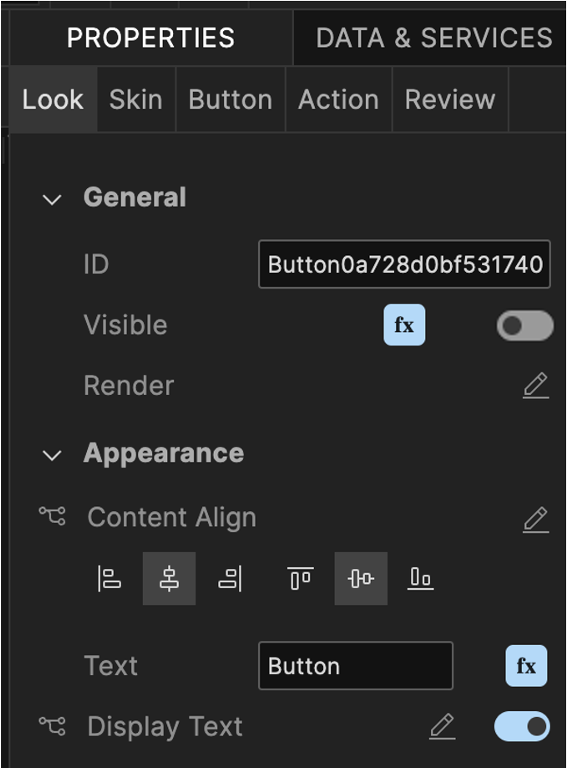 PROPERTIES DATA & SERVICES
Look Skin Button Action Review
General
ID Button0a728d0bf531740
Visible fx
Render
Appearance
Content Align
Text Button fx
Display Text